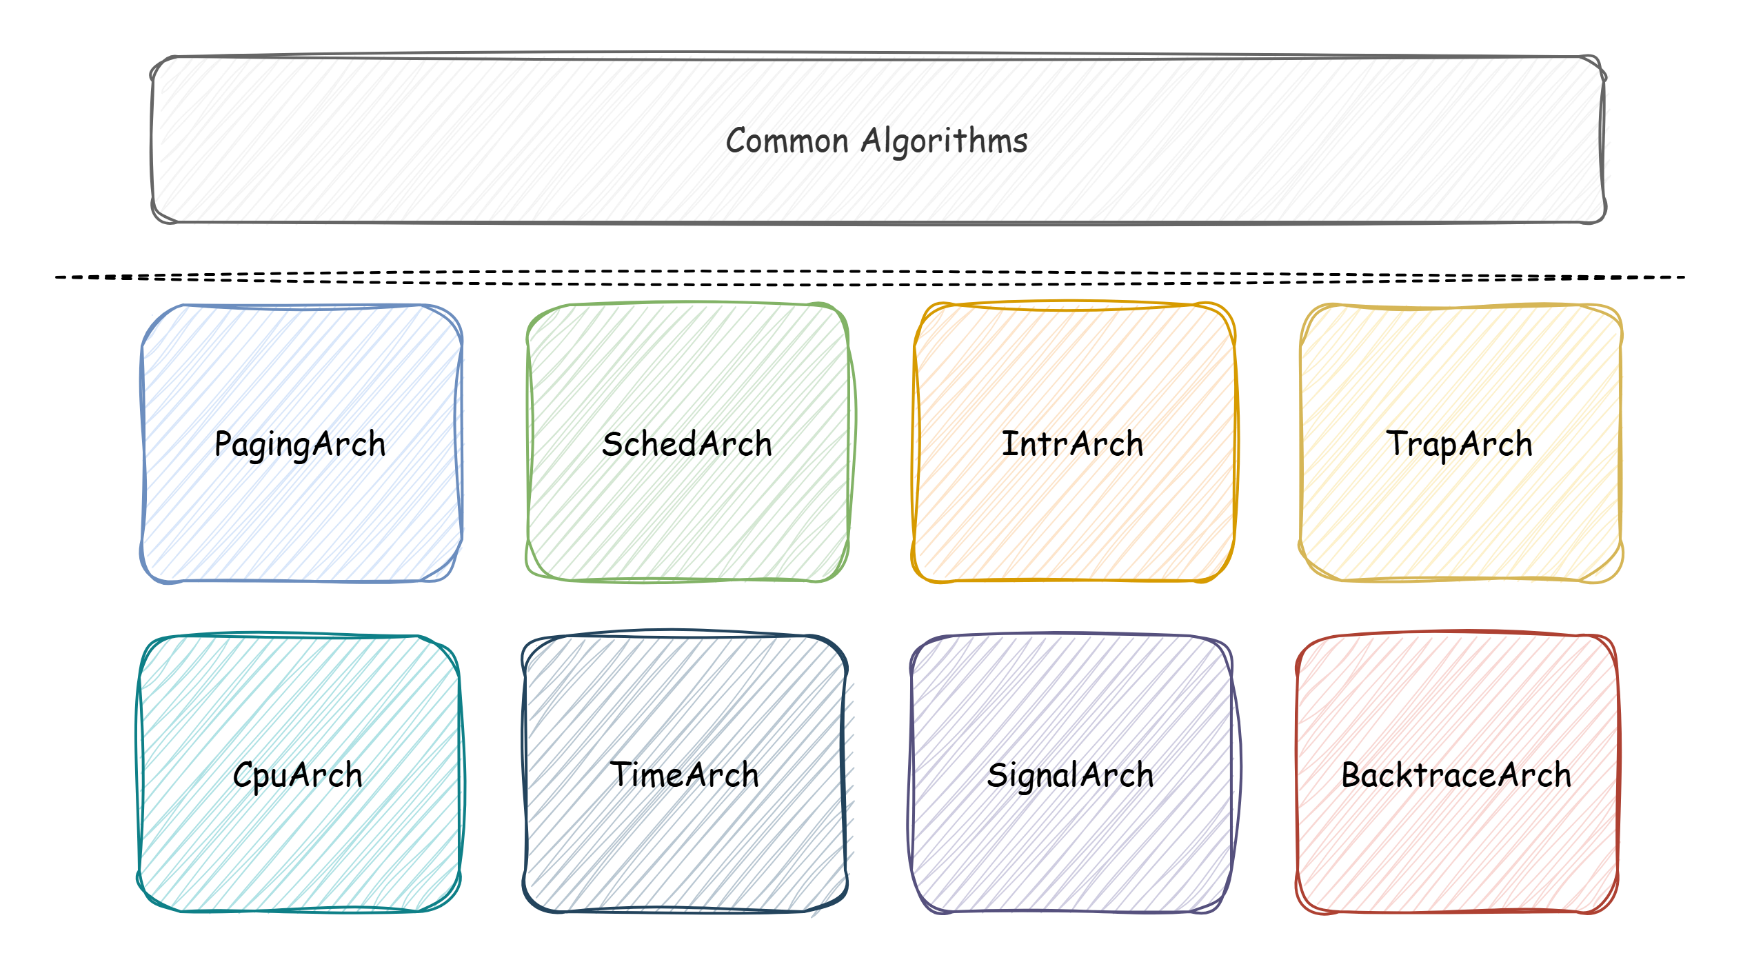 Common Algorithms
PagingArch
SchedArch
IntrArch
TrapArch
CpuArch
TimeArch
SignalArch
BacktraceArch